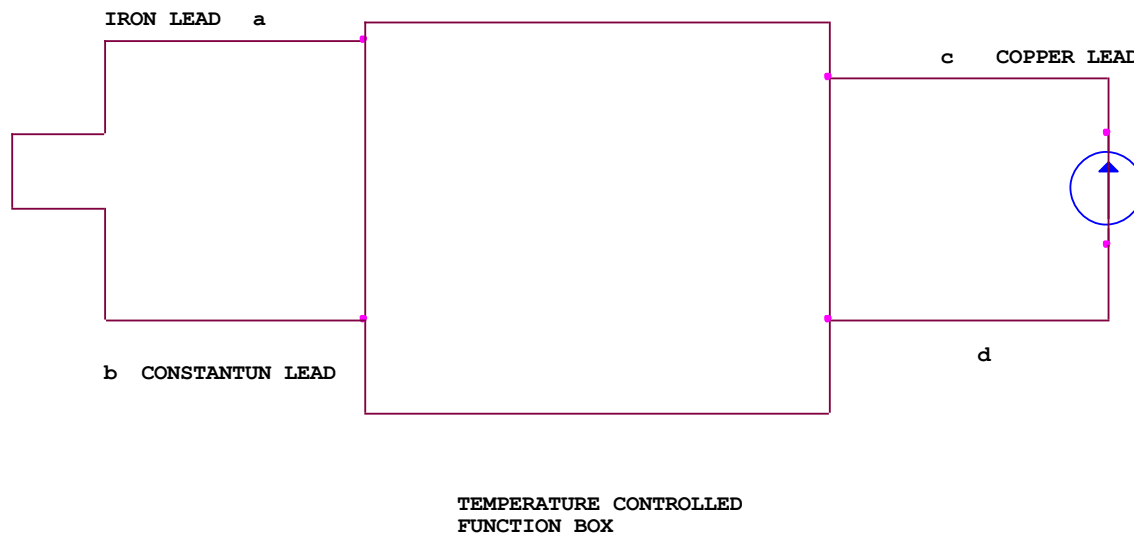 IRON LEAD a
c COPPER LEAD
d
b CONSTANTUN LEAD
TEMPERATURE CONTROLLED
FUNCTION BOX